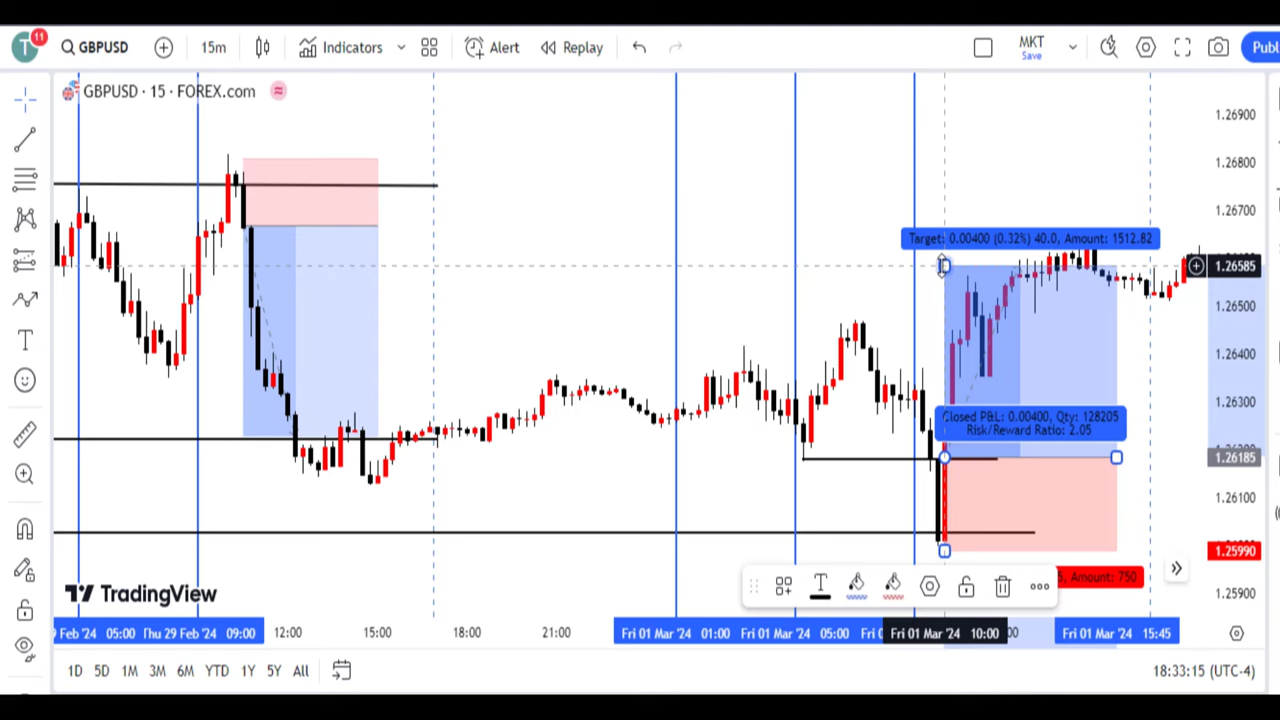 T
11
GBPUSD
15m
Indicators
Alert
Replay
MKT
Save
Publ
GBPUSD · 15 · FOREX.com
1.26900
1.26800
1.26700
Target: 0.00400 (0.32%) 40.0, Amount: 1512.82
1.26585
1.26500
1.26400
1.26300
Closed P&L: 0.00400, Qty: 128205
Risk/Reward Ratio: 2.05
1.26185
1.26100
1.25990
5, Amount: 750
1.25900
TradingView
Feb '24 05:00
Thu 29 Feb '24 09:00
12:00
15:00
18:00
21:00
Fri 01 Mar '24 01:00
Fri 01 Mar '24 05:00
Fri 01 Mar '24 10:00
Fri 01 Mar '24 15:45
1D 5D 1M 3M 6M YTD 1Y 5Y All
18:33:15 (UTC-4)